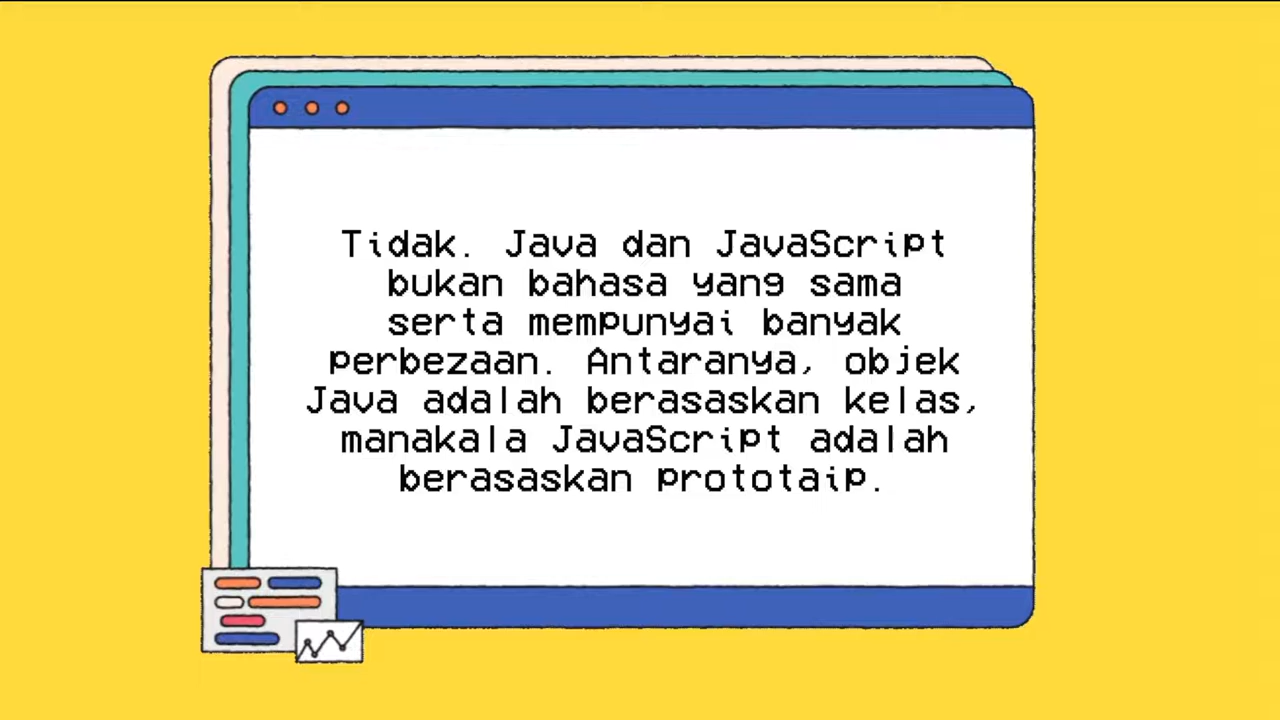 Tidak. Java dan JavaScript
bukan bahasa yang sama
serta mempunyai banyak
perbezaan. Antaranya, objek
Java adalah berasaskan kelas,
manakala JavaScript adalah
berasaskan prototaip.